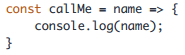 const callMe = name => {
    console.log(name);
}